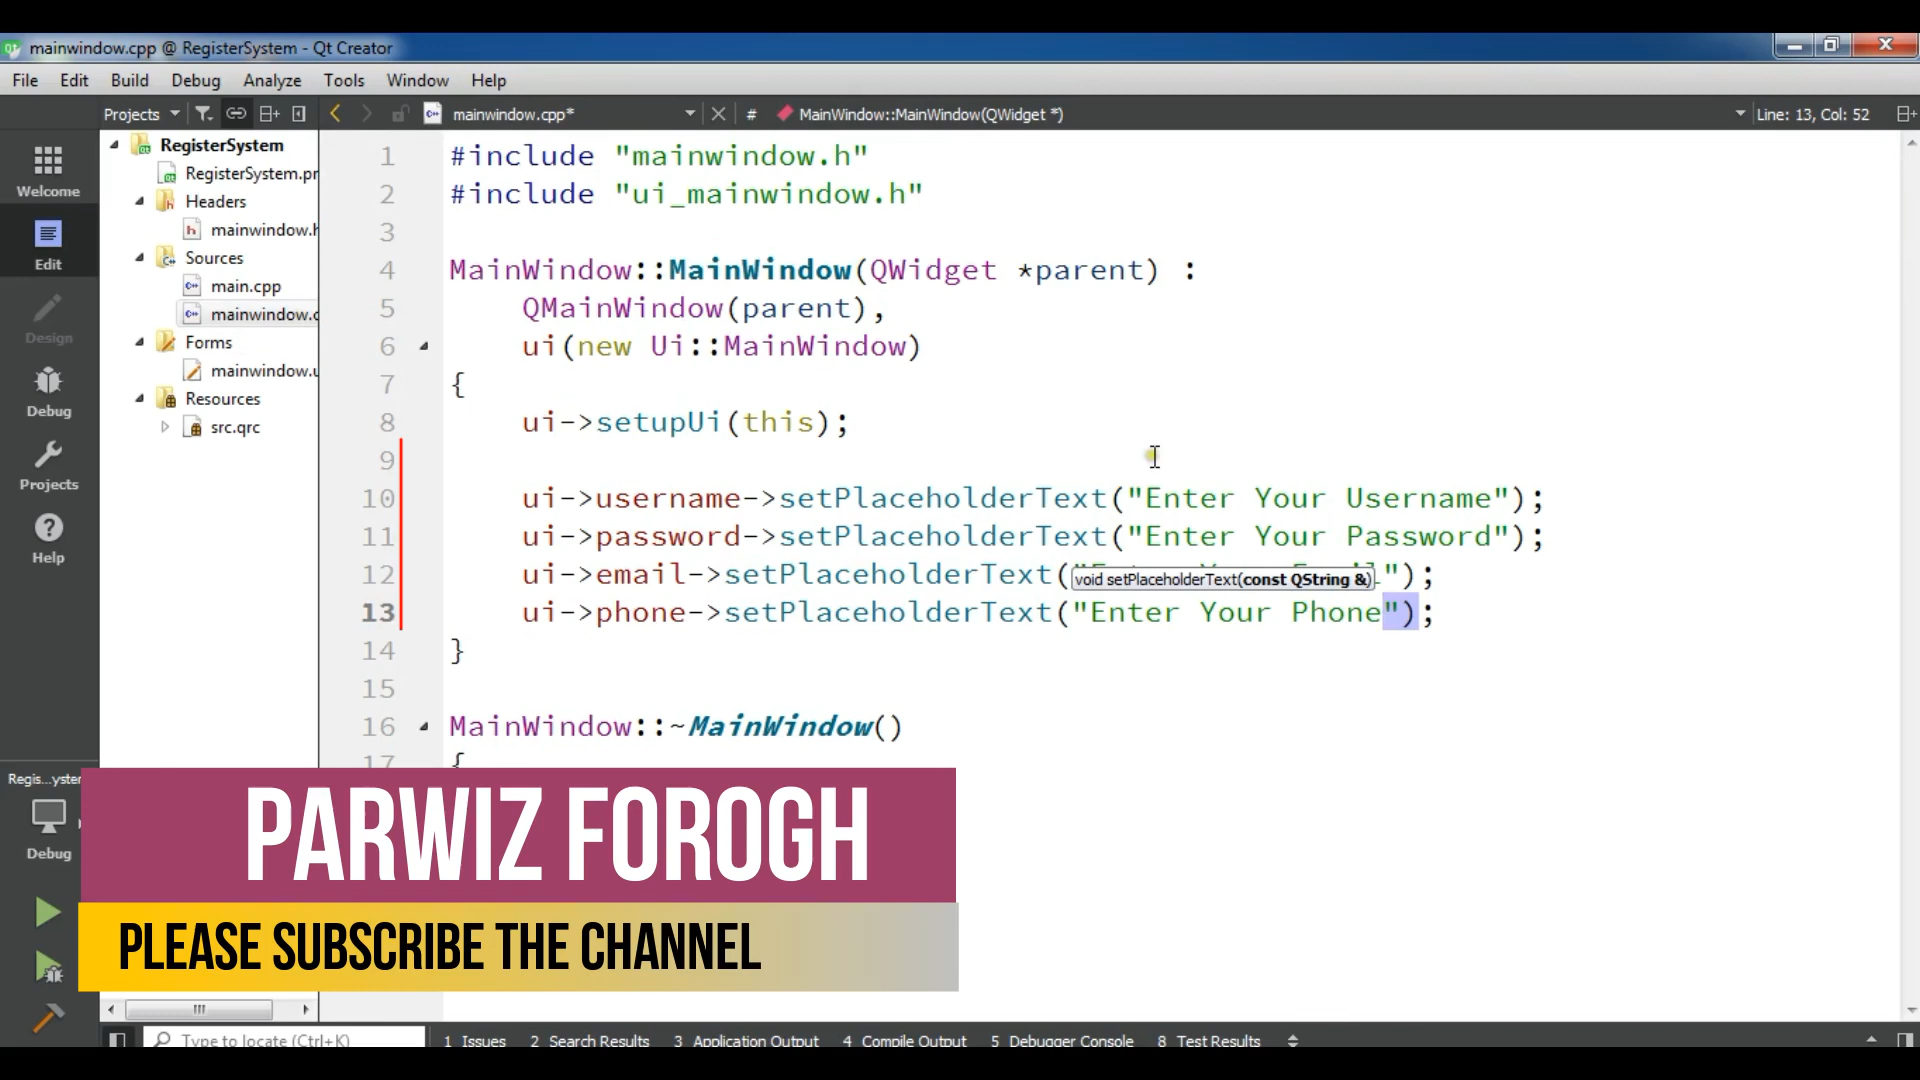 mainwindow.cpp @ RegisterSystem - Qt Creator
File Edit Build Debug Analyze Tools Window Help
Projects mainwindow.cpp* # MainWindow::MainWindow(QWidget *) Line: 13, Col: 52
Welcome
Edit
Design
Debug
Projects
Help
RegisterSystem
RegisterSystem.pr
Headers
mainwindow.h
Sources
main.cpp
mainwindow.c
Forms
mainwindow.u
Resources
src.qrc
1 #include "mainwindow.h"
2 #include "ui_mainwindow.h"
3
4 MainWindow::MainWindow(QWidget *parent) :
5 QMainWindow(parent),
6 ui(new Ui::MainWindow)
7 {
8 ui->setupUi(this);
9
10 ui->username->setPlaceholderText("Enter Your Username");
11 ui->password->setPlaceholderText("Enter Your Password");
12 ui->email->setPlaceholderText( ");
void setPlaceholderText(const QString &)
13 ui->phone->setPlaceholderText("Enter Your Phone");
14 }
15
16 MainWindow::~MainWindow()
17 {
Regis...yster
Debug
PARWIZ FOROGH
PLEASE SUBSCRIBE THE CHANNEL
Type to locate (Ctrl+K) 1 Issues 2 Search Results 3 Application Output 4 Compile Output 5 Debugger Console 8 Test Results